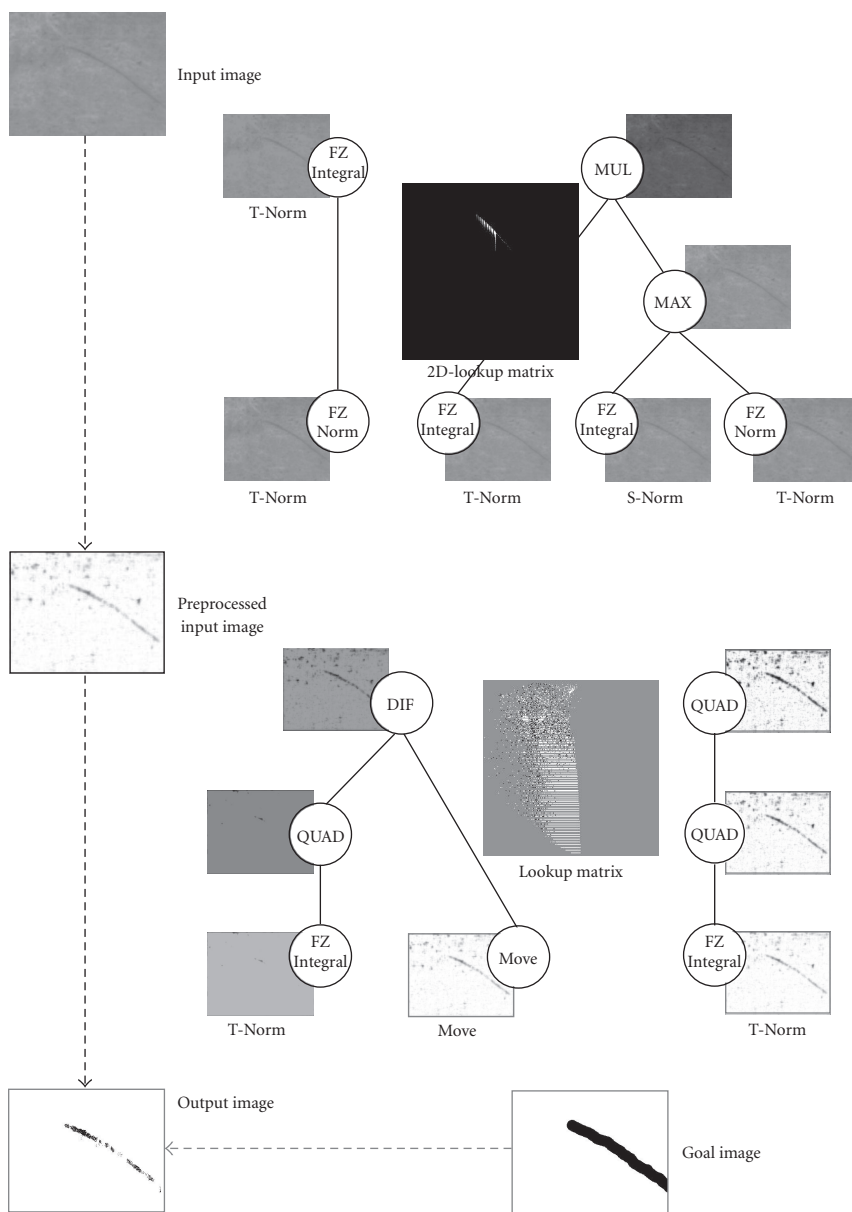 Input image
FZ
Integral
MUL
T-Norm
MAX
2D-lookup matrix
FZ
Norm
FZ
Integral
FZ
Integral
FZ
Norm
T-Norm
T-Norm
S-Norm
T-Norm
Preprocessed
input image
DIF
QUAD
QUAD
QUAD
Lookup matrix
FZ
Integral
Move
FZ
Integral
T-Norm
Move
T-Norm
Output image
Goal image